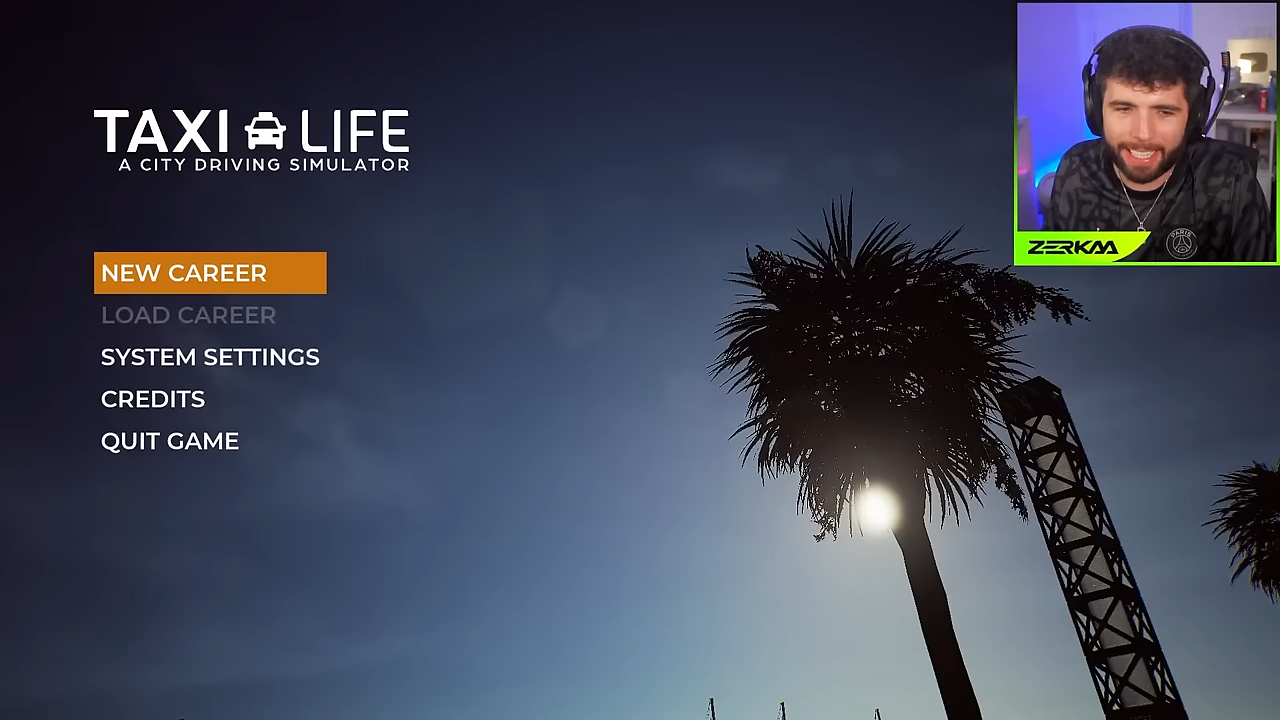 TAXI LIFE
A CITY DRIVING SIMULATOR
NEW CAREER
LOAD CAREER
SYSTEM SETTINGS
CREDITS
QUIT GAME
ZERKAA
PARIS